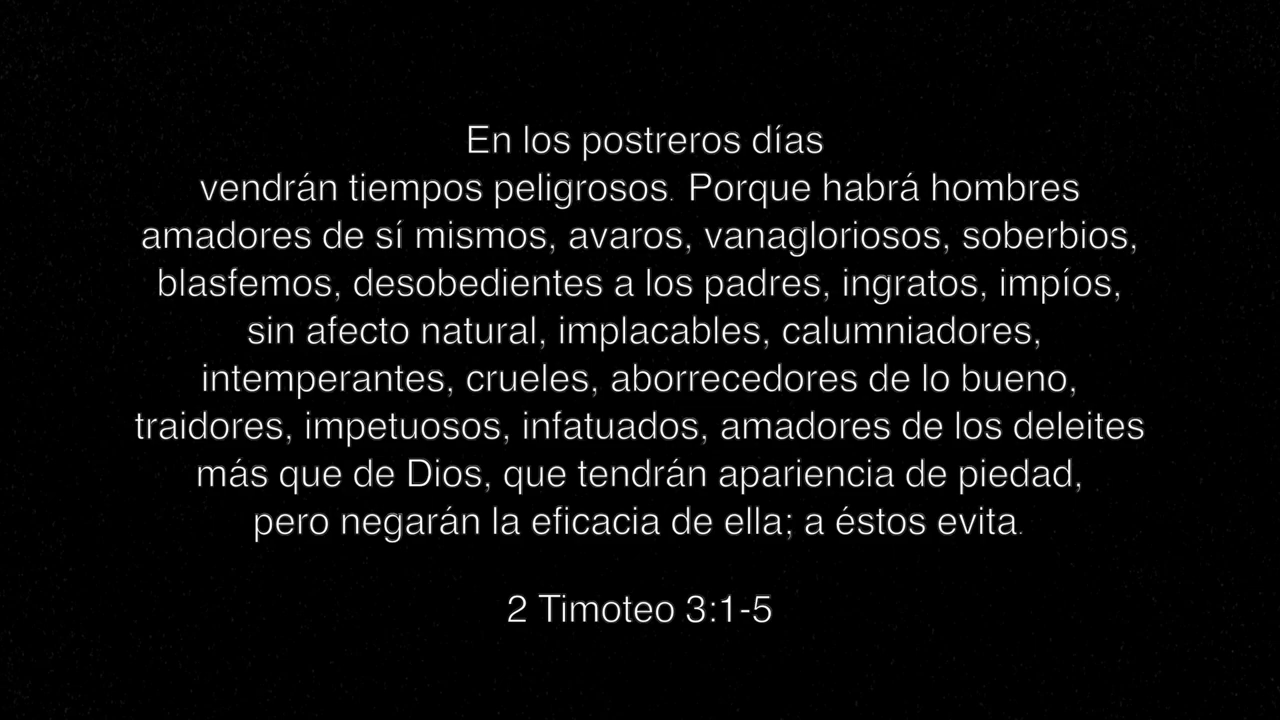 En los postreros días
vendrán tiempos peligrosos. Porque habrá hombres
amadores de sí mismos, avaros, vanagloriosos, soberbios,
blasfemos, desobedientes a los padres, ingratos, impíos,
sin afecto natural, implacables, calumniadores,
intemperantes, crueles, aborrecedores de lo bueno,
traidores, impetuosos, infatuados, amadores de los deleites
más que de Dios, que tendrán apariencia de piedad,
pero negarán la eficacia de ella; a éstos evita.
2 Timoteo 3:1-5